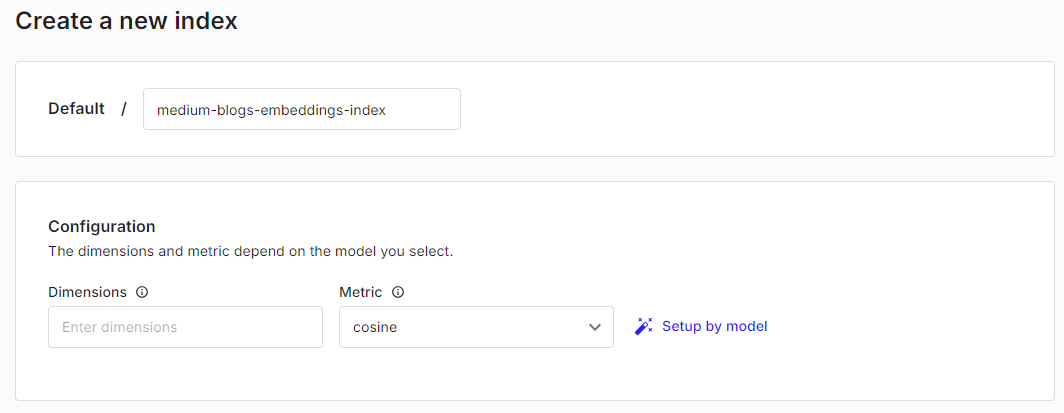 Create a new index
Default / medium-blogs-embeddings-index
Configuration
The dimensions and metric depend on the model you select.
Dimensions Metric
Enter dimensions cosine Setup by model